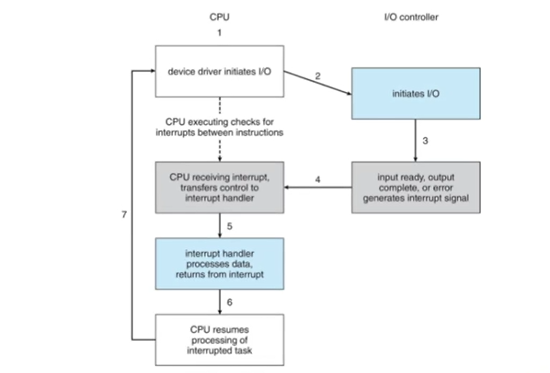 CPU
I/O controller
1
device driver initiates I/O
2
initiates I/O
CPU executing checks for
interrupts between instructions
3
CPU receiving interrupt,
transfers control to
interrupt handler
4
input ready, output
complete, or error
generates interrupt signal
7
5
interrupt handler
processes data,
returns from interrupt
6
CPU resumes
processing of
interrupted task